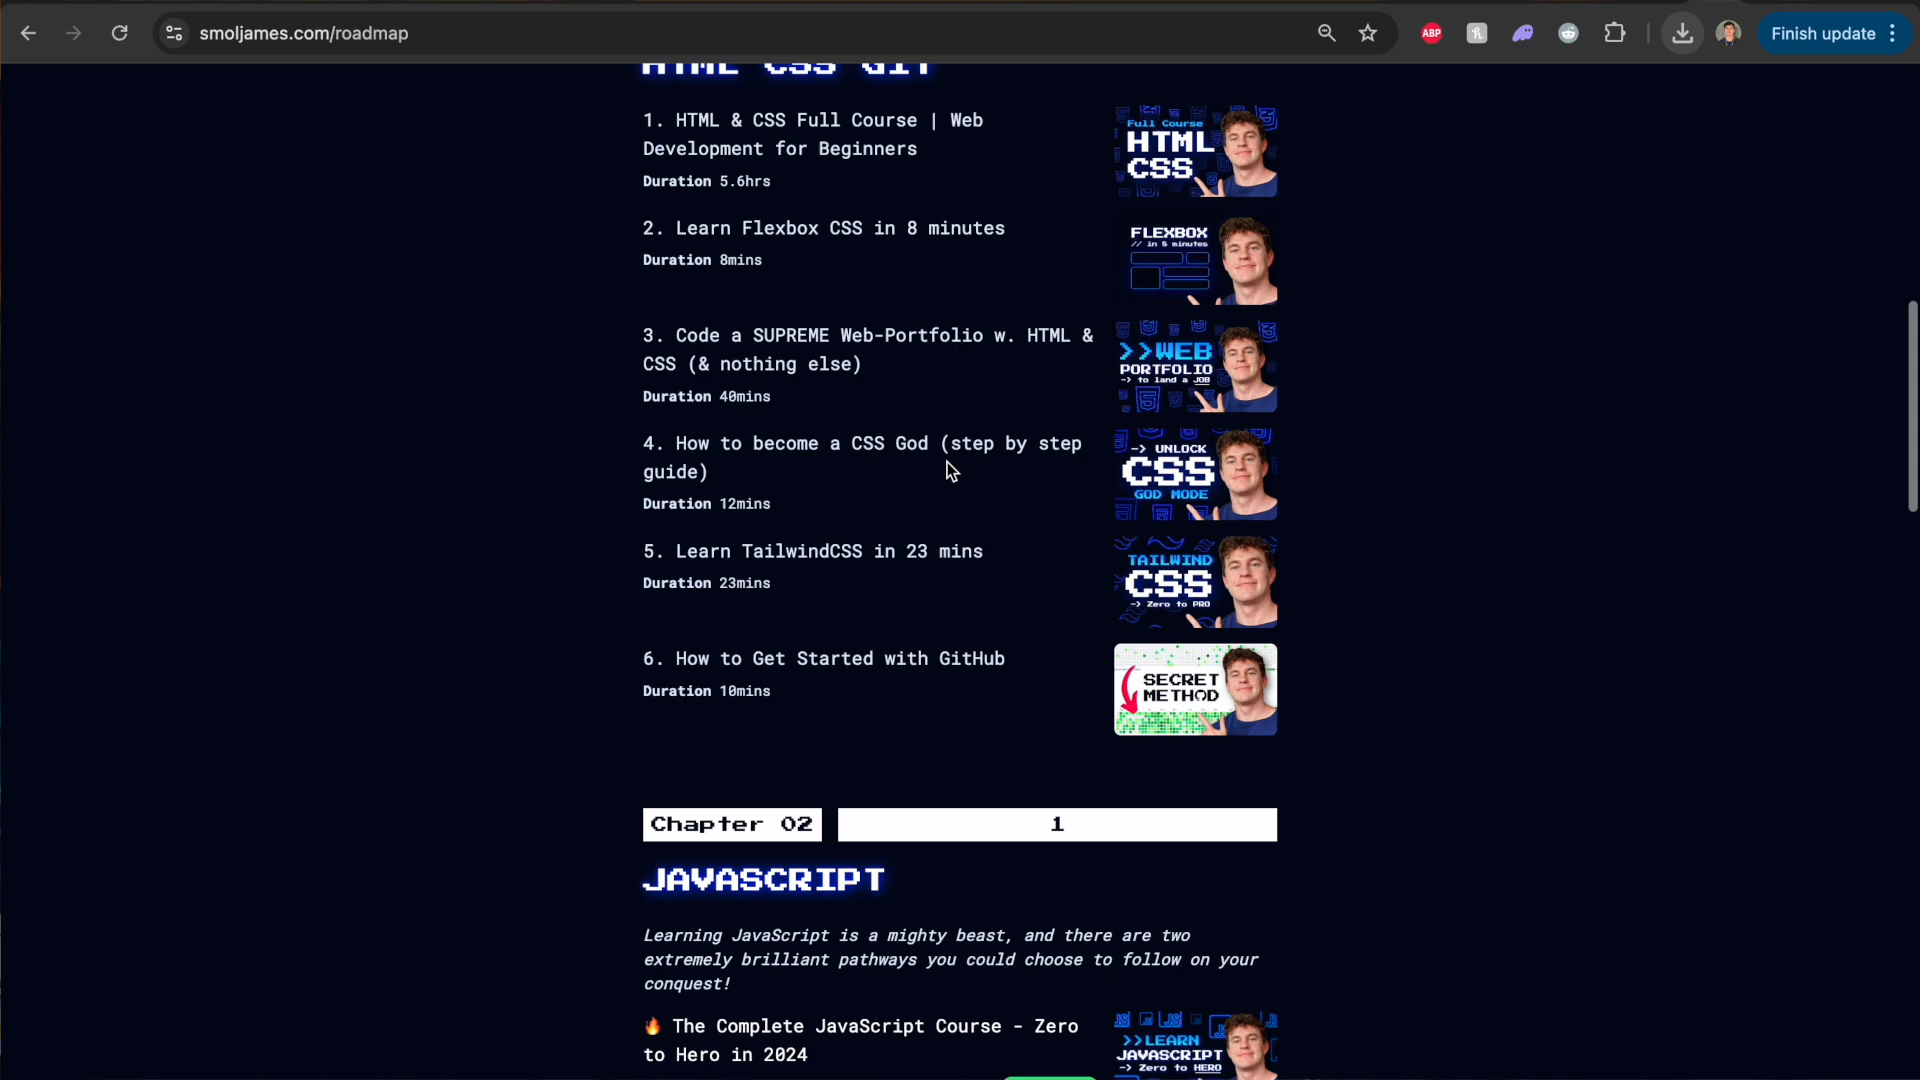 smoljames.com/roadmap
ABP
Finish update
HTML CSS GIT
1. HTML & CSS Full Course | Web
Development for Beginners
Duration 5.6hrs
Full Course
HTML
CSS
2. Learn Flexbox CSS in 8 minutes
Duration 8mins
FLEXBOX
// in 8 minutes
3. Code a SUPREME Web-Portfolio w. HTML &
CSS (& nothing else)
Duration 40mins
>>WEB
PORTFOLIO
-> to land a JOB
4. How to become a CSS God (step by step
guide)
Duration 12mins
-> UNLOCK
CSS
GOD MODE
5. Learn TailwindCSS in 23 mins
Duration 23mins
TAILWIND
CSS
-> Zero to PRO
6. How to Get Started with GitHub
Duration 10mins
SECRET
METHOD
Chapter 02
1
JAVASCRIPT
Learning JavaScript is a mighty beast, and there are two
extremely brilliant pathways you could choose to follow on your
conquest!
🔥 The Complete JavaScript Course - Zero
to Hero in 2024
JS
JS
>>LEARN
JAVASCRIPT
-> Zero to HERO